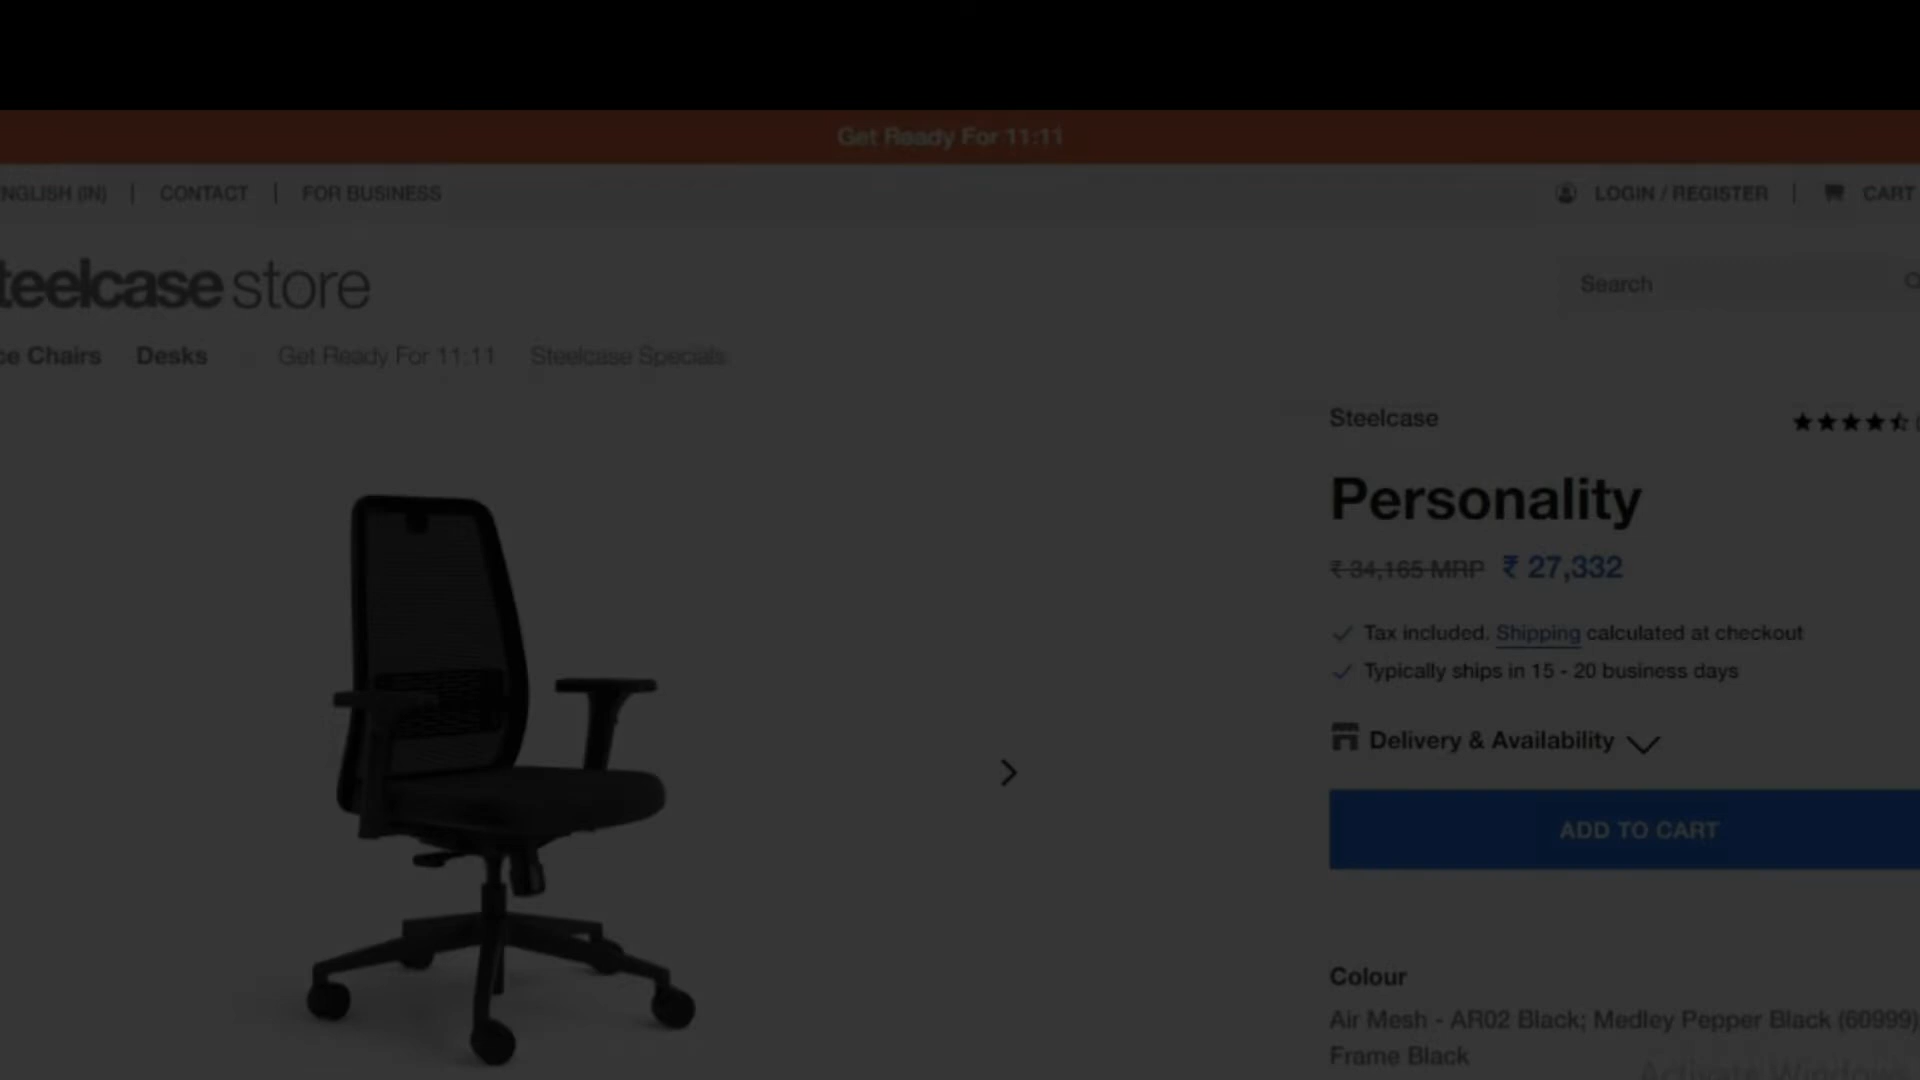 Get Ready For 11:11
NGLISH (IN) | CONTACT | FOR BUSINESS
LOGIN / REGISTER | CART
teelcase store
Search
ce Chairs Desks Get Ready For 11:11 Steelcase Specials
Steelcase
Personality
₹ 34,165 MRP ₹ 27,332
Tax included. Shipping calculated at checkout
Typically ships in 15 - 20 business days
Delivery & Availability
ADD TO CART
Colour
Air Mesh - AR02 Black; Medley Pepper Black (60999)
Frame Black
Activate Windows